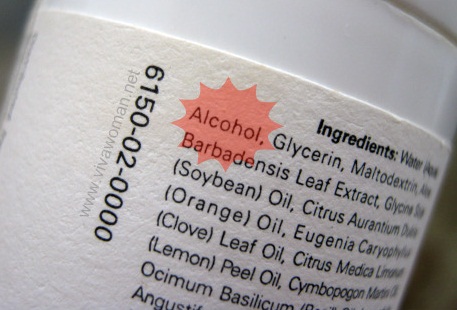 Ingredients: Water
Alcohol, Glycerin, Maltodextrin,
Barbadensis Leaf Extract, Glycine
(Soybean) Oil, Citrus Aurantium
(Orange) Oil, Eugenia
(Clove) Leaf Oil, Citrus Medica
(Lemon) Peel Oil, Cymbopogon
Ocimum Basilicum
6150-02-0000
www.vivawoman.net